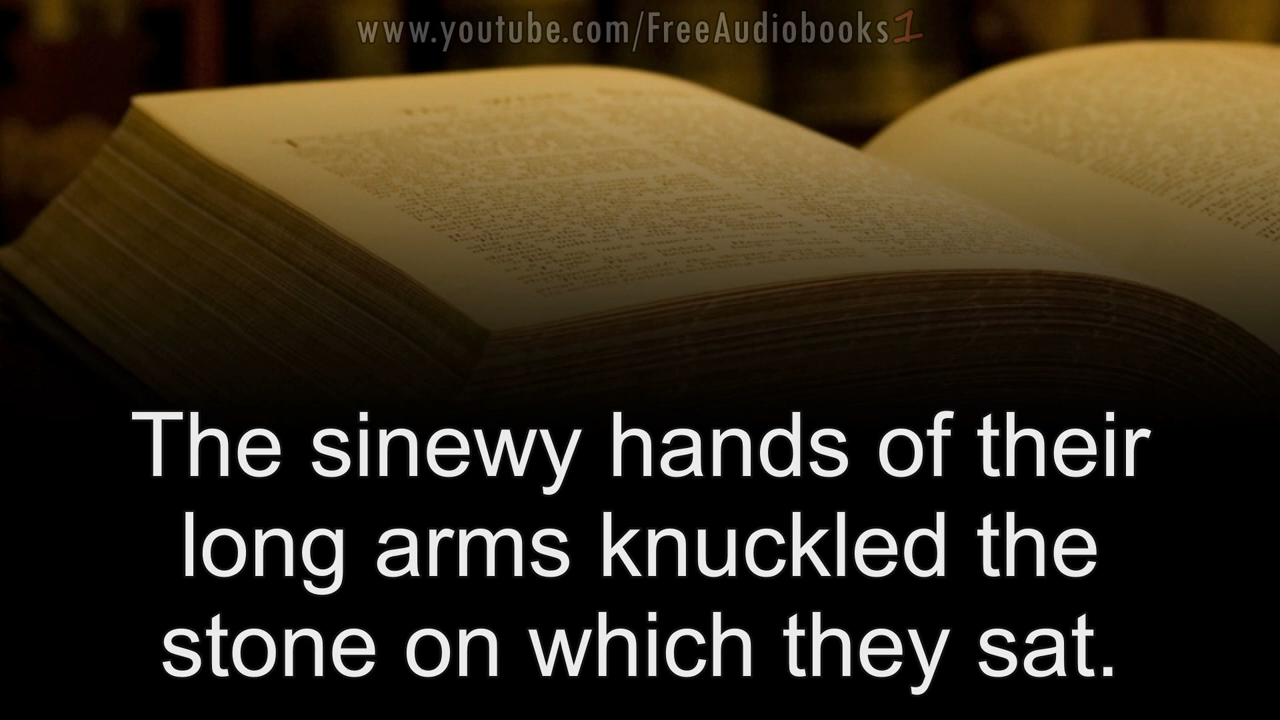 www.youtube.com/FreeAudiobooks1
The sinewy hands of their
long arms knuckled the
stone on which they sat.